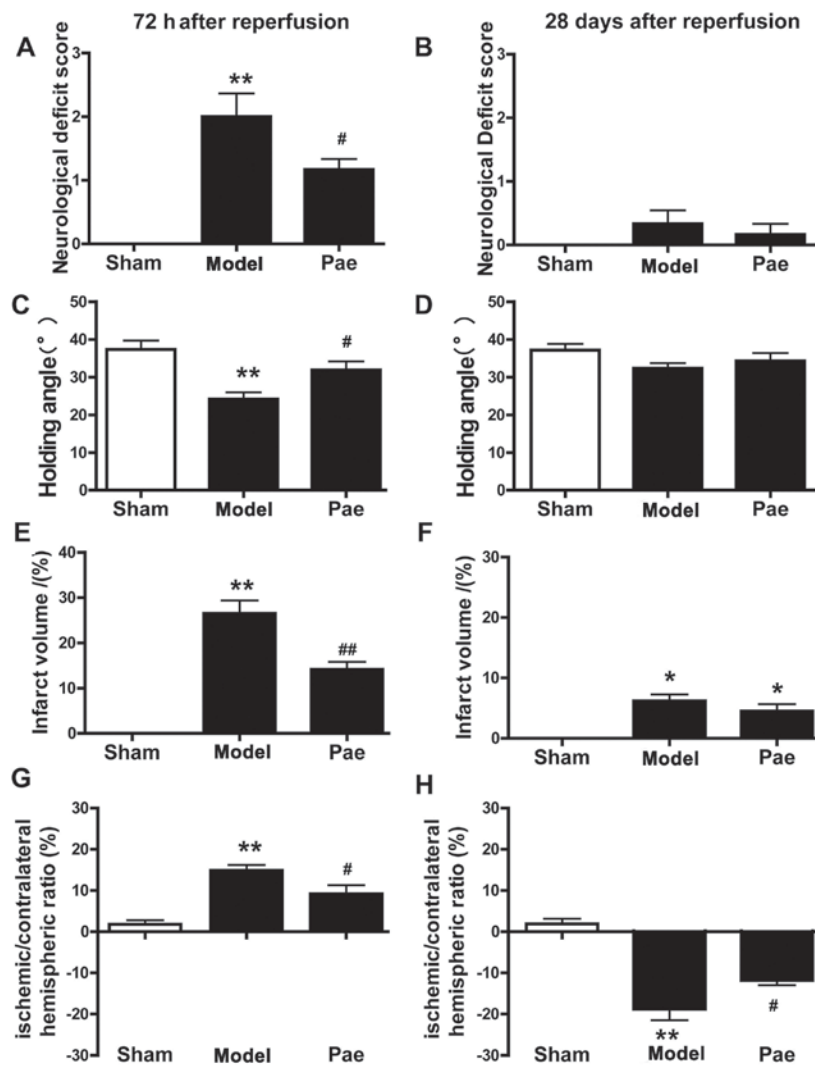 72 h after reperfusion
28 days after reperfusion
A
Neurological deficit score
3
2
1
0
**
#
Sham Model Pae
B
Neurological Deficit score
3
2
1
0
Sham Model Pae
C
Holding angle(°)
50
40
30
20
10
0
**
#
Sham Model Pae
D
Holding angle(°)
50
40
30
20
10
0
Sham Model Pae
E
Infarct volume /(%)
40
30
20
10
0
**
##
Sham Model Pae
F
Infarct volume /(%)
30
20
10
0
*
*
Sham Model Pae
G
ischemic/contralateral
hemispheric ratio (%)
30
20
10
0
-10
-20
-30
**
#
Sham Model Pae
H
ischemic/contralateral
hemispheric ratio (%)
30
20
10
0
-10
-20
-30
**
#
Sham Model Pae